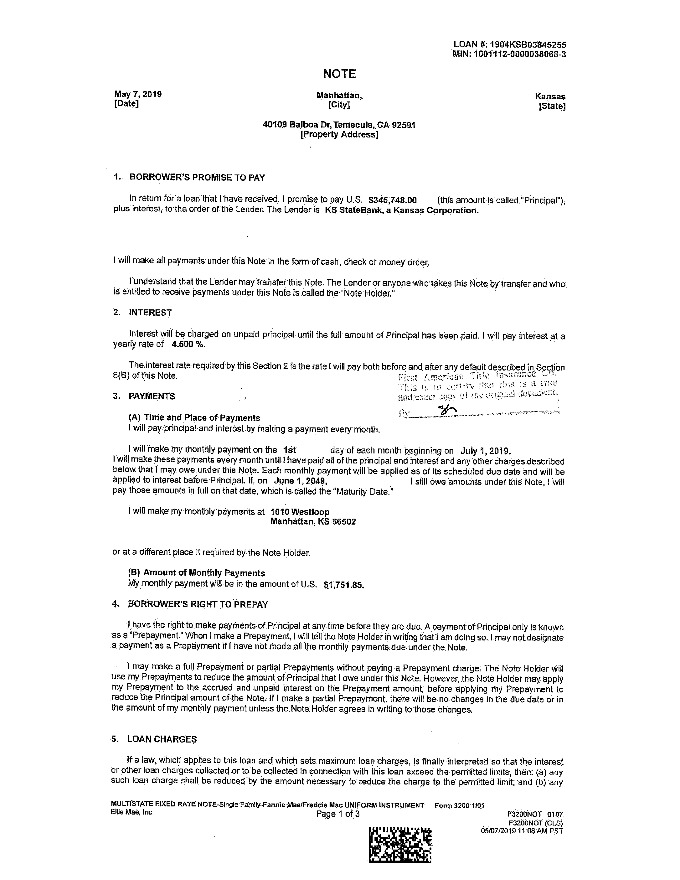 LOAN #: 1904KSB03845255
MIN: 1001112-0000038068-3
NOTE
May 7, 2019 Manhattan, Kansas
[Date] [City] [State]
40109 Balboa Dr, Temecula, CA 92591
[Property Address]
1. BORROWER'S PROMISE TO PAY
In return for a loan that I have received, I promise to pay U.S. $345,748.00 (this amount is called "Principal"),
plus interest, to the order of the Lender. The Lender is KS StateBank, a Kansas Corporation.
I will make all payments under this Note in the form of cash, check or money order.
I understand that the Lender may transfer this Note. The Lender or anyone who takes this Note by transfer and who
is entitled to receive payments under this Note is called the "Note Holder."
2. INTEREST
Interest will be charged on unpaid principal until the full amount of Principal has been paid. I will pay interest at a
yearly rate of 4.500 %.
The interest rate required by this Section 2 is the rate I will pay both before and after any default described in Section
6(B) of this Note.
First American Title Insurance Co.
This is to certify that this is a true
and exact copy of the original document.
By
3. PAYMENTS
(A) Time and Place of Payments
I will pay principal and interest by making a payment every month.
I will make my monthly payment on the 1st day of each month beginning on July 1, 2019.
I will make these payments every month until I have paid all of the principal and interest and any other charges described
below that I may owe under this Note. Each monthly payment will be applied as of its scheduled due date and will be
applied to interest before Principal. If, on June 1, 2049, I still owe amounts under this Note, I will
pay those amounts in full on that date, which is called the "Maturity Date."
I will make my monthly payments at 1010 Westloop
Manhattan, KS 66502
or at a different place if required by the Note Holder.
(B) Amount of Monthly Payments
My monthly payment will be in the amount of U.S. $1,751.85.
4. BORROWER'S RIGHT TO PREPAY
I have the right to make payments of Principal at any time before they are due. A payment of Principal only is known
as a "Prepayment." When I make a Prepayment, I will tell the Note Holder in writing that I am doing so. I may not designate
a payment as a Prepayment if I have not made all the monthly payments due under the Note.
I may make a full Prepayment or partial Prepayments without paying a Prepayment charge. The Note Holder will
use my Prepayments to reduce the amount of Principal that I owe under this Note. However, the Note Holder may apply
my Prepayment to the accrued and unpaid interest on the Prepayment amount, before applying my Prepayment to
reduce the Principal amount of the Note. If I make a partial Prepayment, there will be no changes in the due date or in
the amount of my monthly payment unless the Note Holder agrees in writing to those changes.
5. LOAN CHARGES
If a law, which applies to this loan and which sets maximum loan charges, is finally interpreted so that the interest
or other loan charges collected or to be collected in connection with this loan exceed the permitted limits, then: (a) any
such loan charge shall be reduced by the amount necessary to reduce the charge to the permitted limit; and (b) any
MULTISTATE FIXED RATE NOTE-Single Family-Fannie Mae/Freddie Mac UNIFORM INSTRUMENT Form 3200 1/01
Ellie Mae, Inc. Page 1 of 3 F3200NOT 0107
F3200NOT (CLS)
05/07/2019 11:08 AM PST